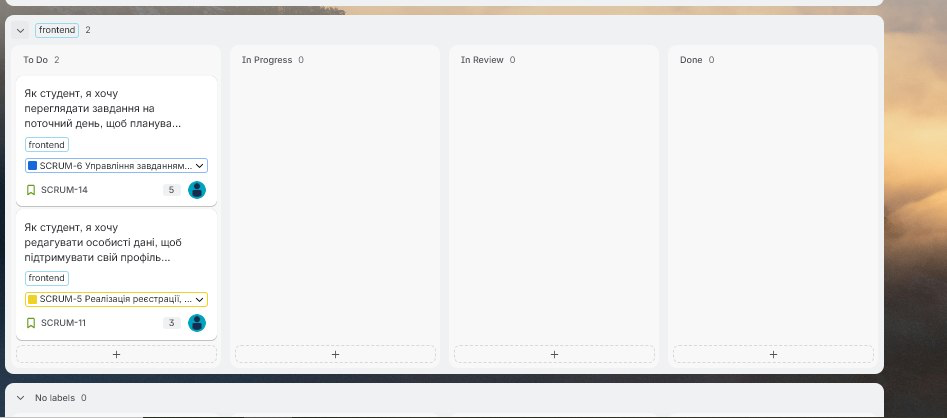 frontend 2
To Do 2
In Progress 0
In Review 0
Done 0
Як студент, я хочу
переглядати завдання на
поточний день, щоб планува...
frontend
SCRUM-6 Управління завданням...
SCRUM-14 5
Як студент, я хочу
редагувати особисті дані, щоб
підтримувати свій профіль...
frontend
SCRUM-5 Реалізація реєстрації, ...
SCRUM-11 3
+
+
+
+
No labels 0